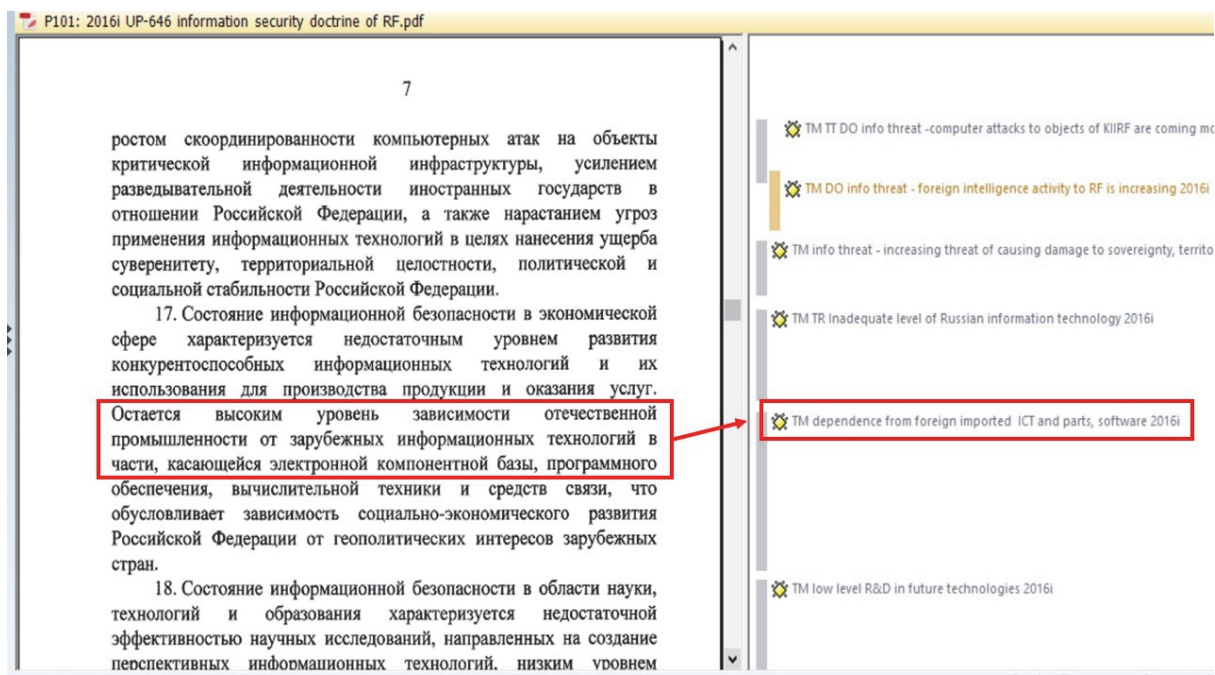 P101: 2016i UP-646 information security doctrine of RF.pdf
7
ростом скоординированности компьютерных атак на объекты
критической информационной инфраструктуры, усилением
разведывательной деятельности иностранных государств в
отношении Российской Федерации, а также нарастанием угроз
применения информационных технологий в целях нанесения ущерба
суверенитету, территориальной целостности, политической и
социальной стабильности Российской Федерации.
17. Состояние информационной безопасности в экономической
сфере характеризуется недостаточным уровнем развития
конкурентоспособных информационных технологий и их
использования для производства продукции и оказания услуг.
Остается высоким уровень зависимости отечественной
промышленности от зарубежных информационных технологий в
части, касающейся электронной компонентной базы, программного
обеспечения, вычислительной техники и средств связи, что
обусловливает зависимость социально-экономического развития
Российской Федерации от геополитических интересов зарубежных
стран.
18. Состояние информационной безопасности в области науки,
технологий и образования характеризуется недостаточной
эффективностью научных исследований, направленных на создание
перспективных информационных технологий, низким уровнем
TM TT DO info threat -computer attacks to objects of KIIRF are coming mo
TM DO info threat - foreign intelligence activity to RF is increasing 2016i
TM info threat - increasing threat of causing damage to sovereignty, territo
TM TR Inadequate level of Russian information technology 2016i
TM dependence from foreign imported ICT and parts, software 2016i
TM low level R&D in future technologies 2016i